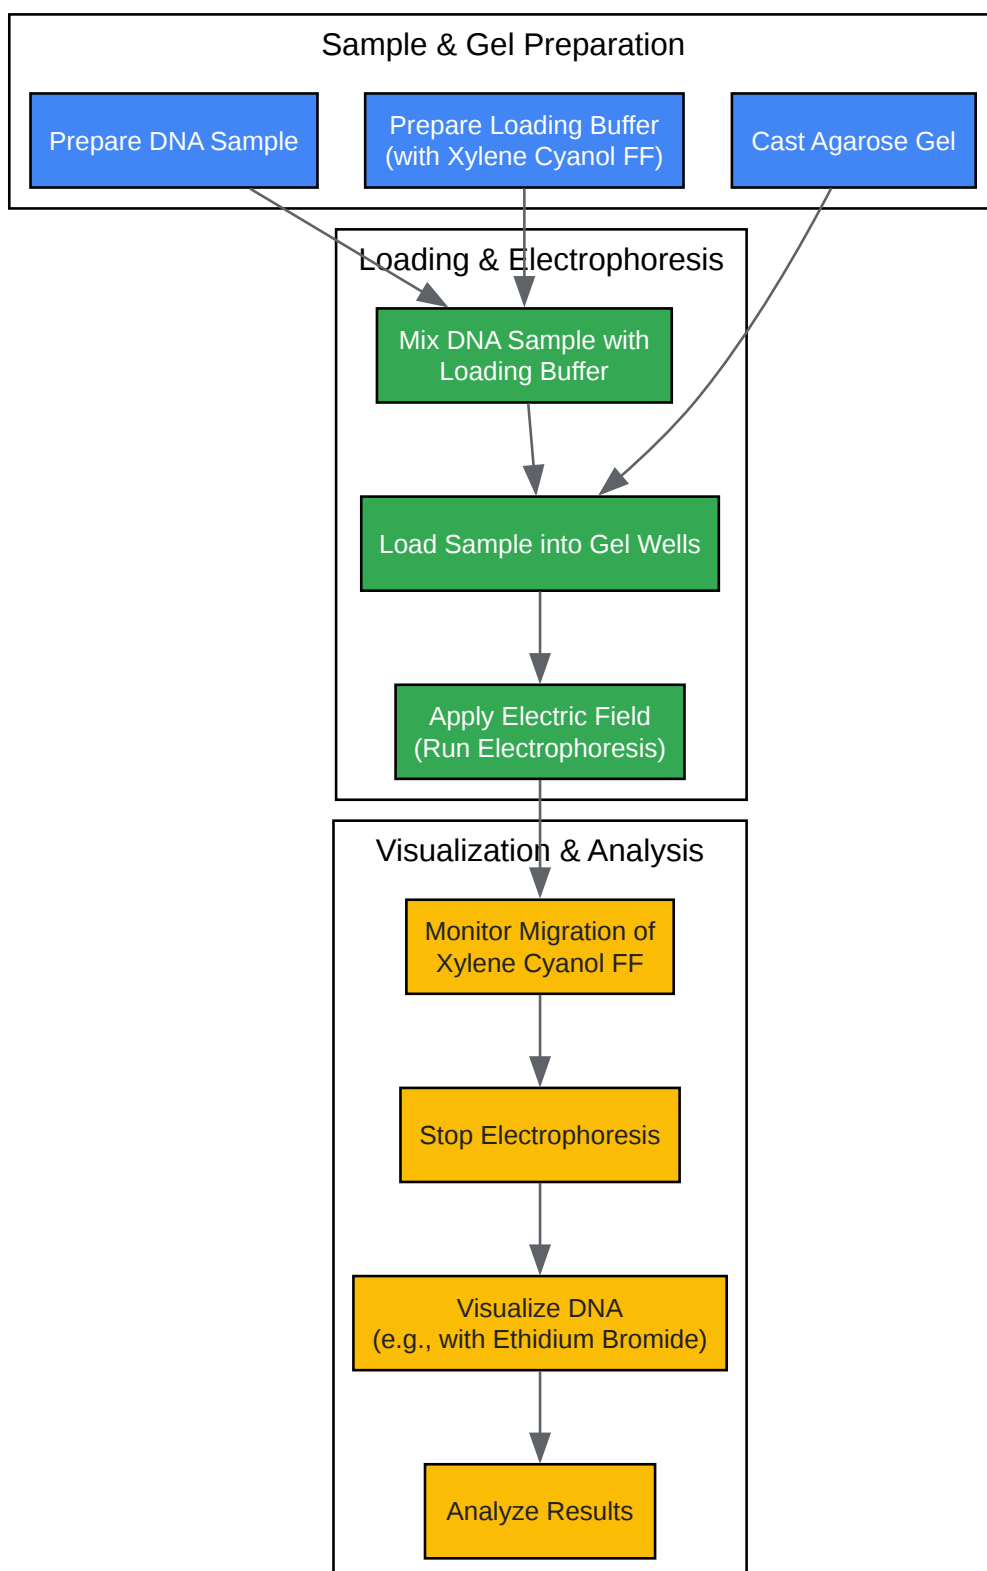 Sample & Gel Preparation
Prepare DNA Sample
Prepare Loading Buffer
(with Xylene Cyanol FF)
Cast Agarose Gel
Loading & Electrophoresis
Mix DNA Sample with
Loading Buffer
Load Sample into Gel Wells
Apply Electric Field
(Run Electrophoresis)
Visualization & Analysis
Monitor Migration of
Xylene Cyanol FF
Stop Electrophoresis
Visualize DNA
(e.g., with Ethidium Bromide)
Analyze Results